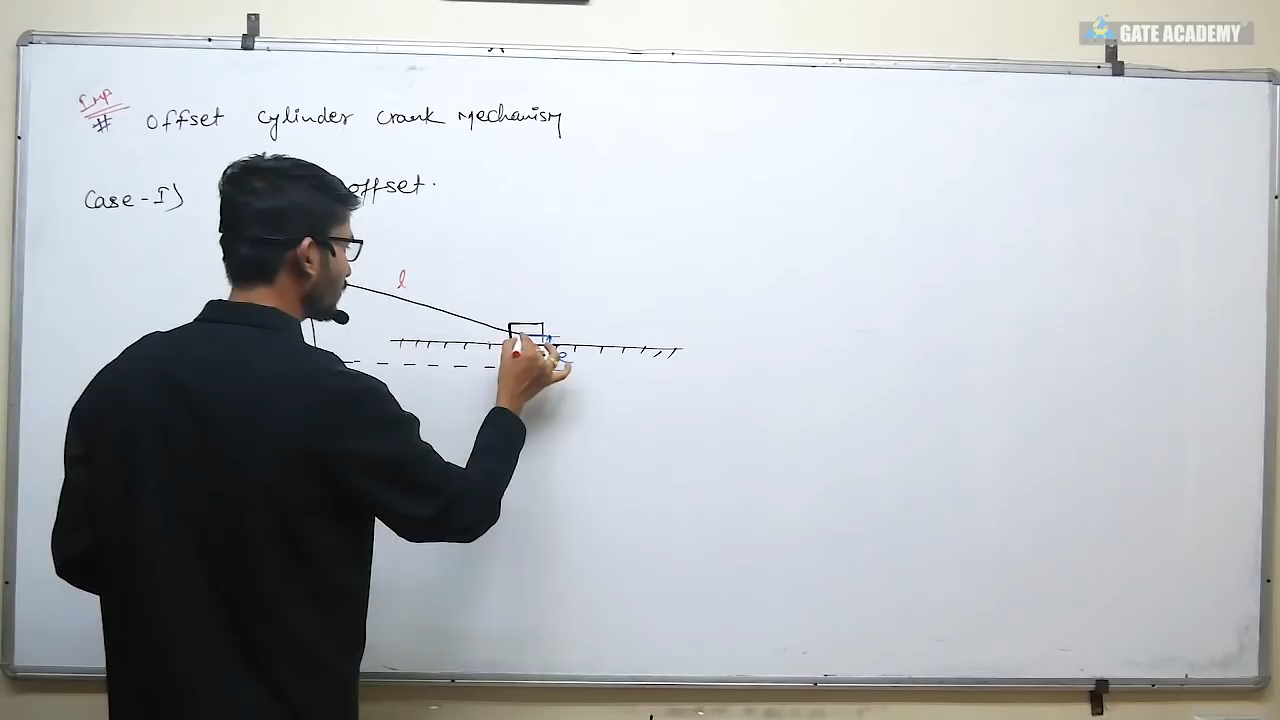 GATE ACADEMY
Imp
# offset cylinder crank mechanism
Case-I) offset.
l
e